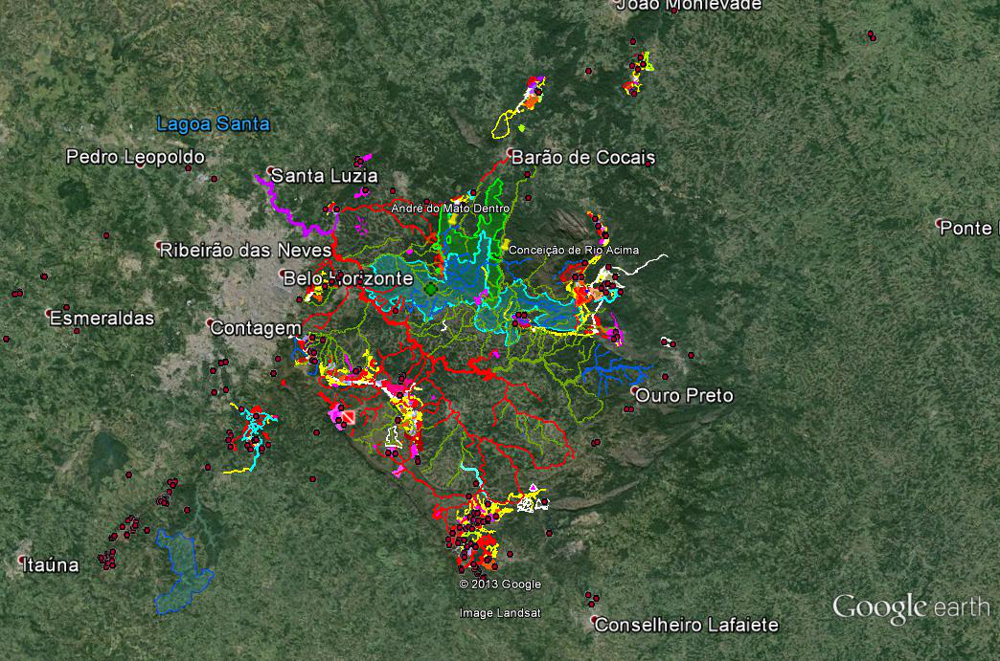 João Monlevade
Lagoa Santa
Pedro Leopoldo
Barão de Cocais
Santa Luzia
André do Mato Dentro
Ponte
Ribeirão das Neves
Conceição de Rio Acima
Belo Horizonte
Esmeraldas
Contagem
Ouro Preto
Itaúna
© 2013 Google
Image Landsat
Google earth
Conselheiro Lafaiete